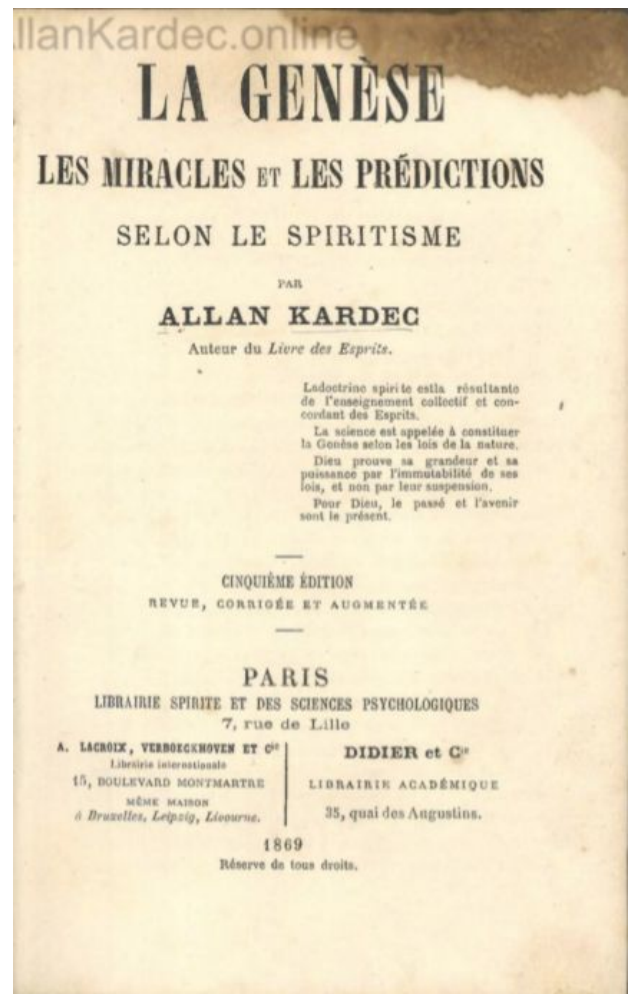 llanKardec.online
LA GENÈSE
LES MIRACLES ET LES PRÉDICTIONS
SELON LE SPIRITISME
PAR
ALLAN KARDEC
Auteur du Livre des Esprits.
Ladoctrine spirite estla résultante
de l'enseignement collectif et con-
cordant des Esprits.
La science est appelée à constituer
la Genèse selon les lois de la nature.
Dieu prouve sa grandeur et sa
puissance par l'immutabilité de ses
lois, et non par leur suspension.
Pour Dieu, le passé et l'avenir
sont le présent.
CINQUIÈME ÉDITION
REVUE, CORRIGÉE ET AUGMENTÉE
PARIS
LIBRAIRIE SPIRITE ET DES SCIENCES PSYCHOLOGIQUES
7, rue de Lille
A. LACROIX, VERBOECKHOVEN ET Cie
Librairie internationale
15, BOULEVARD MONTMARTRE
MÊME MAISON
à Bruxelles, Leipzig, Livourne.
DIDIER et Cie
LIBRAIRIE ACADÉMIQUE
35, quai des Augustins.
1869
Réserve de tous droits.